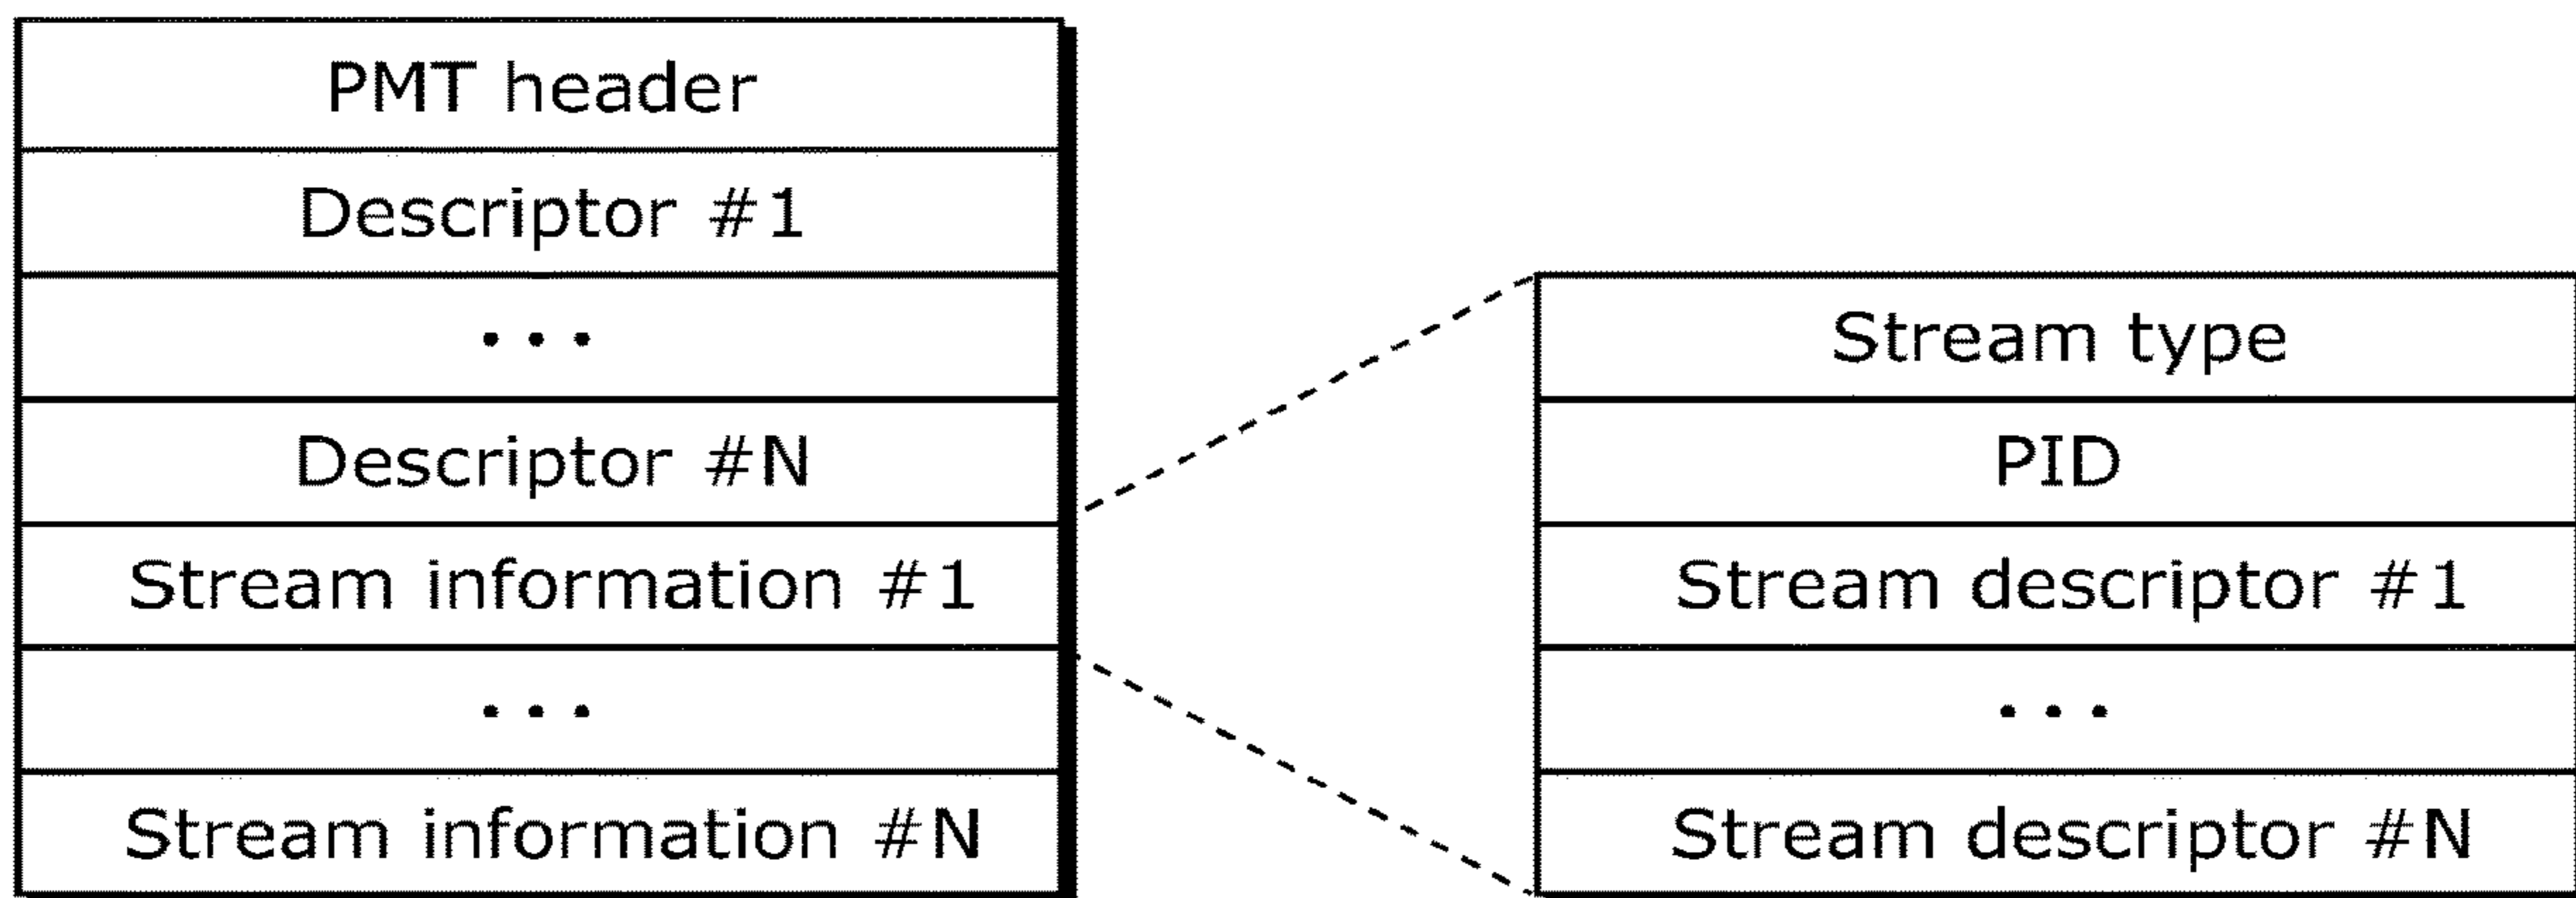 PMT header
Descriptor #1
...
Descriptor #N
Stream information #1
...
Stream information #N
Stream type
PID
Stream descriptor #1
...
Stream descriptor #N